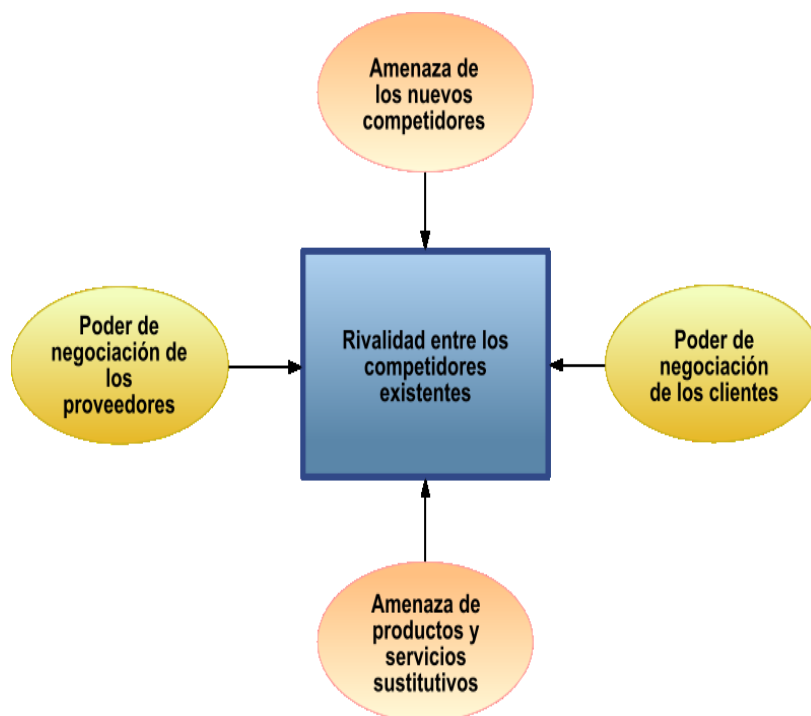 Amenaza de
los nuevos
competidores
Poder de
negociación de
los
proveedores
Rivalidad entre los
competidores
existentes
Poder de
negociación
de los clientes
Amenaza de
productos y
servicios
sustitutivos